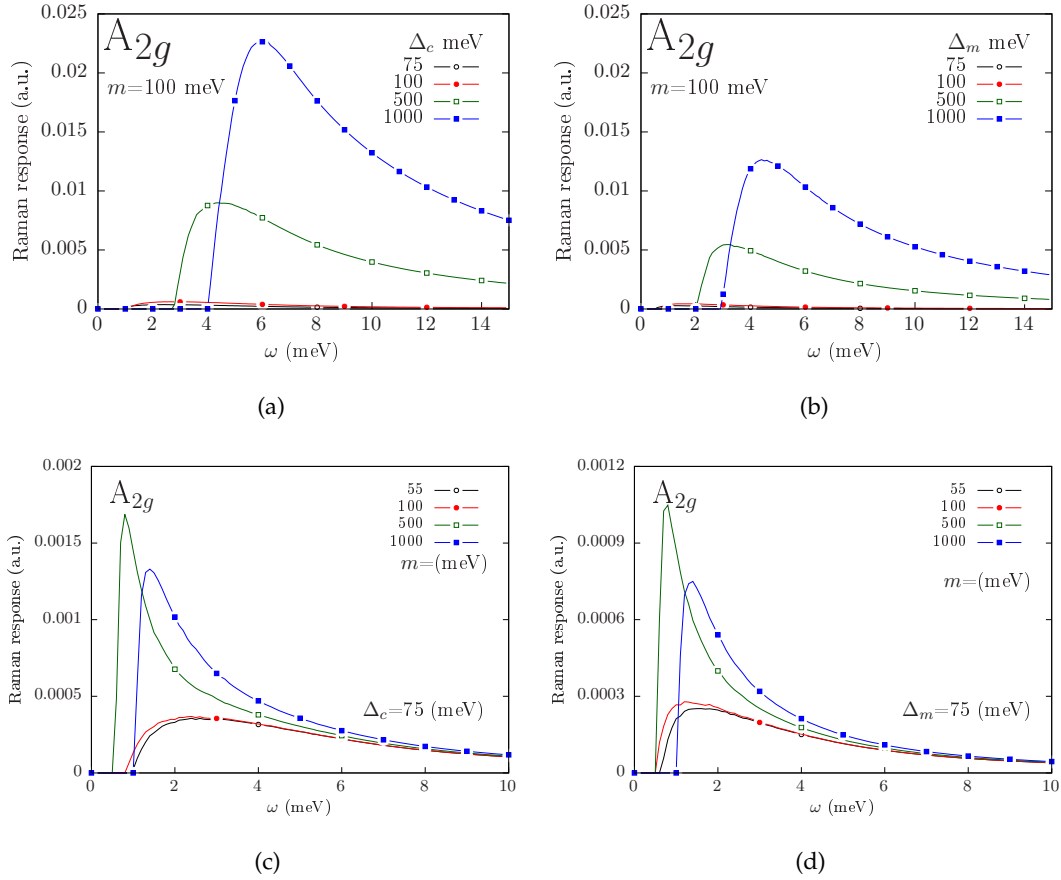 A2g
m=100 meV
Δc meV
75
100
500
1000
Raman response (a.u.)
0.025
0.02
0.015
0.01
0.005
0
0 2 4 6 8 10 12 14
ω (meV)
(a)
A2g
m=100 meV
Δm meV
75
100
500
1000
Raman response (a.u.)
0.025
0.02
0.015
0.01
0.005
0
0 2 4 6 8 10 12 14
ω (meV)
(b)
A2g
55
100
500
1000
m=(meV)
Δc=75 (meV)
Raman response (a.u.)
0.002
0.0015
0.001
0.0005
0
0 2 4 6 8 10
ω (meV)
(c)
A2g
55
100
500
1000
m=(meV)
Δm=75 (meV)
Raman response (a.u.)
0.0012
0.0009
0.0006
0.0003
0
0 2 4 6 8 10
ω (meV)
(d)